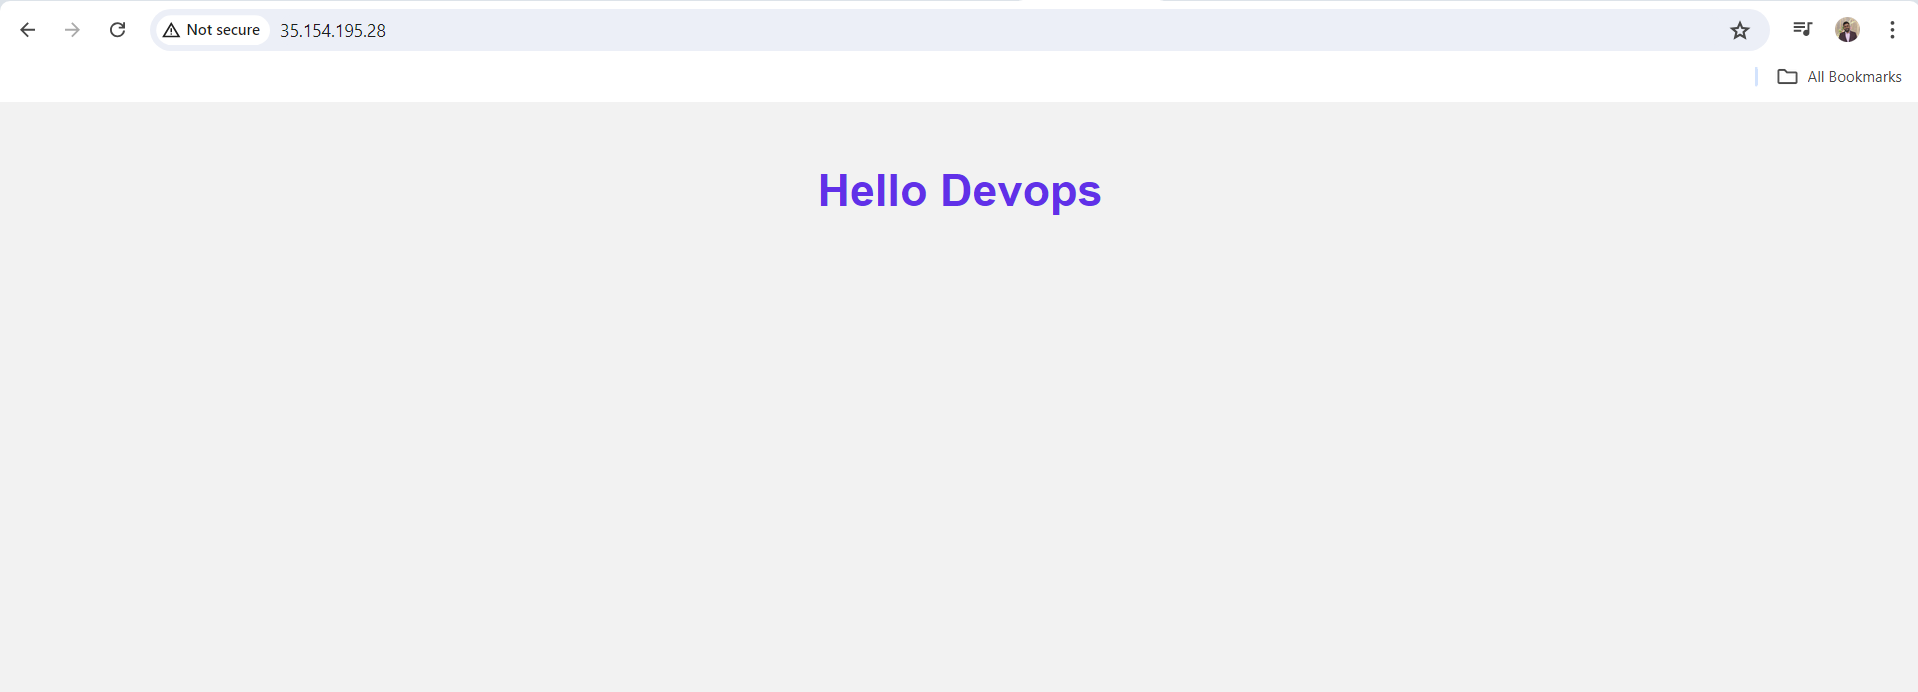 Not secure 35.154.195.28
All Bookmarks
Hello Devops